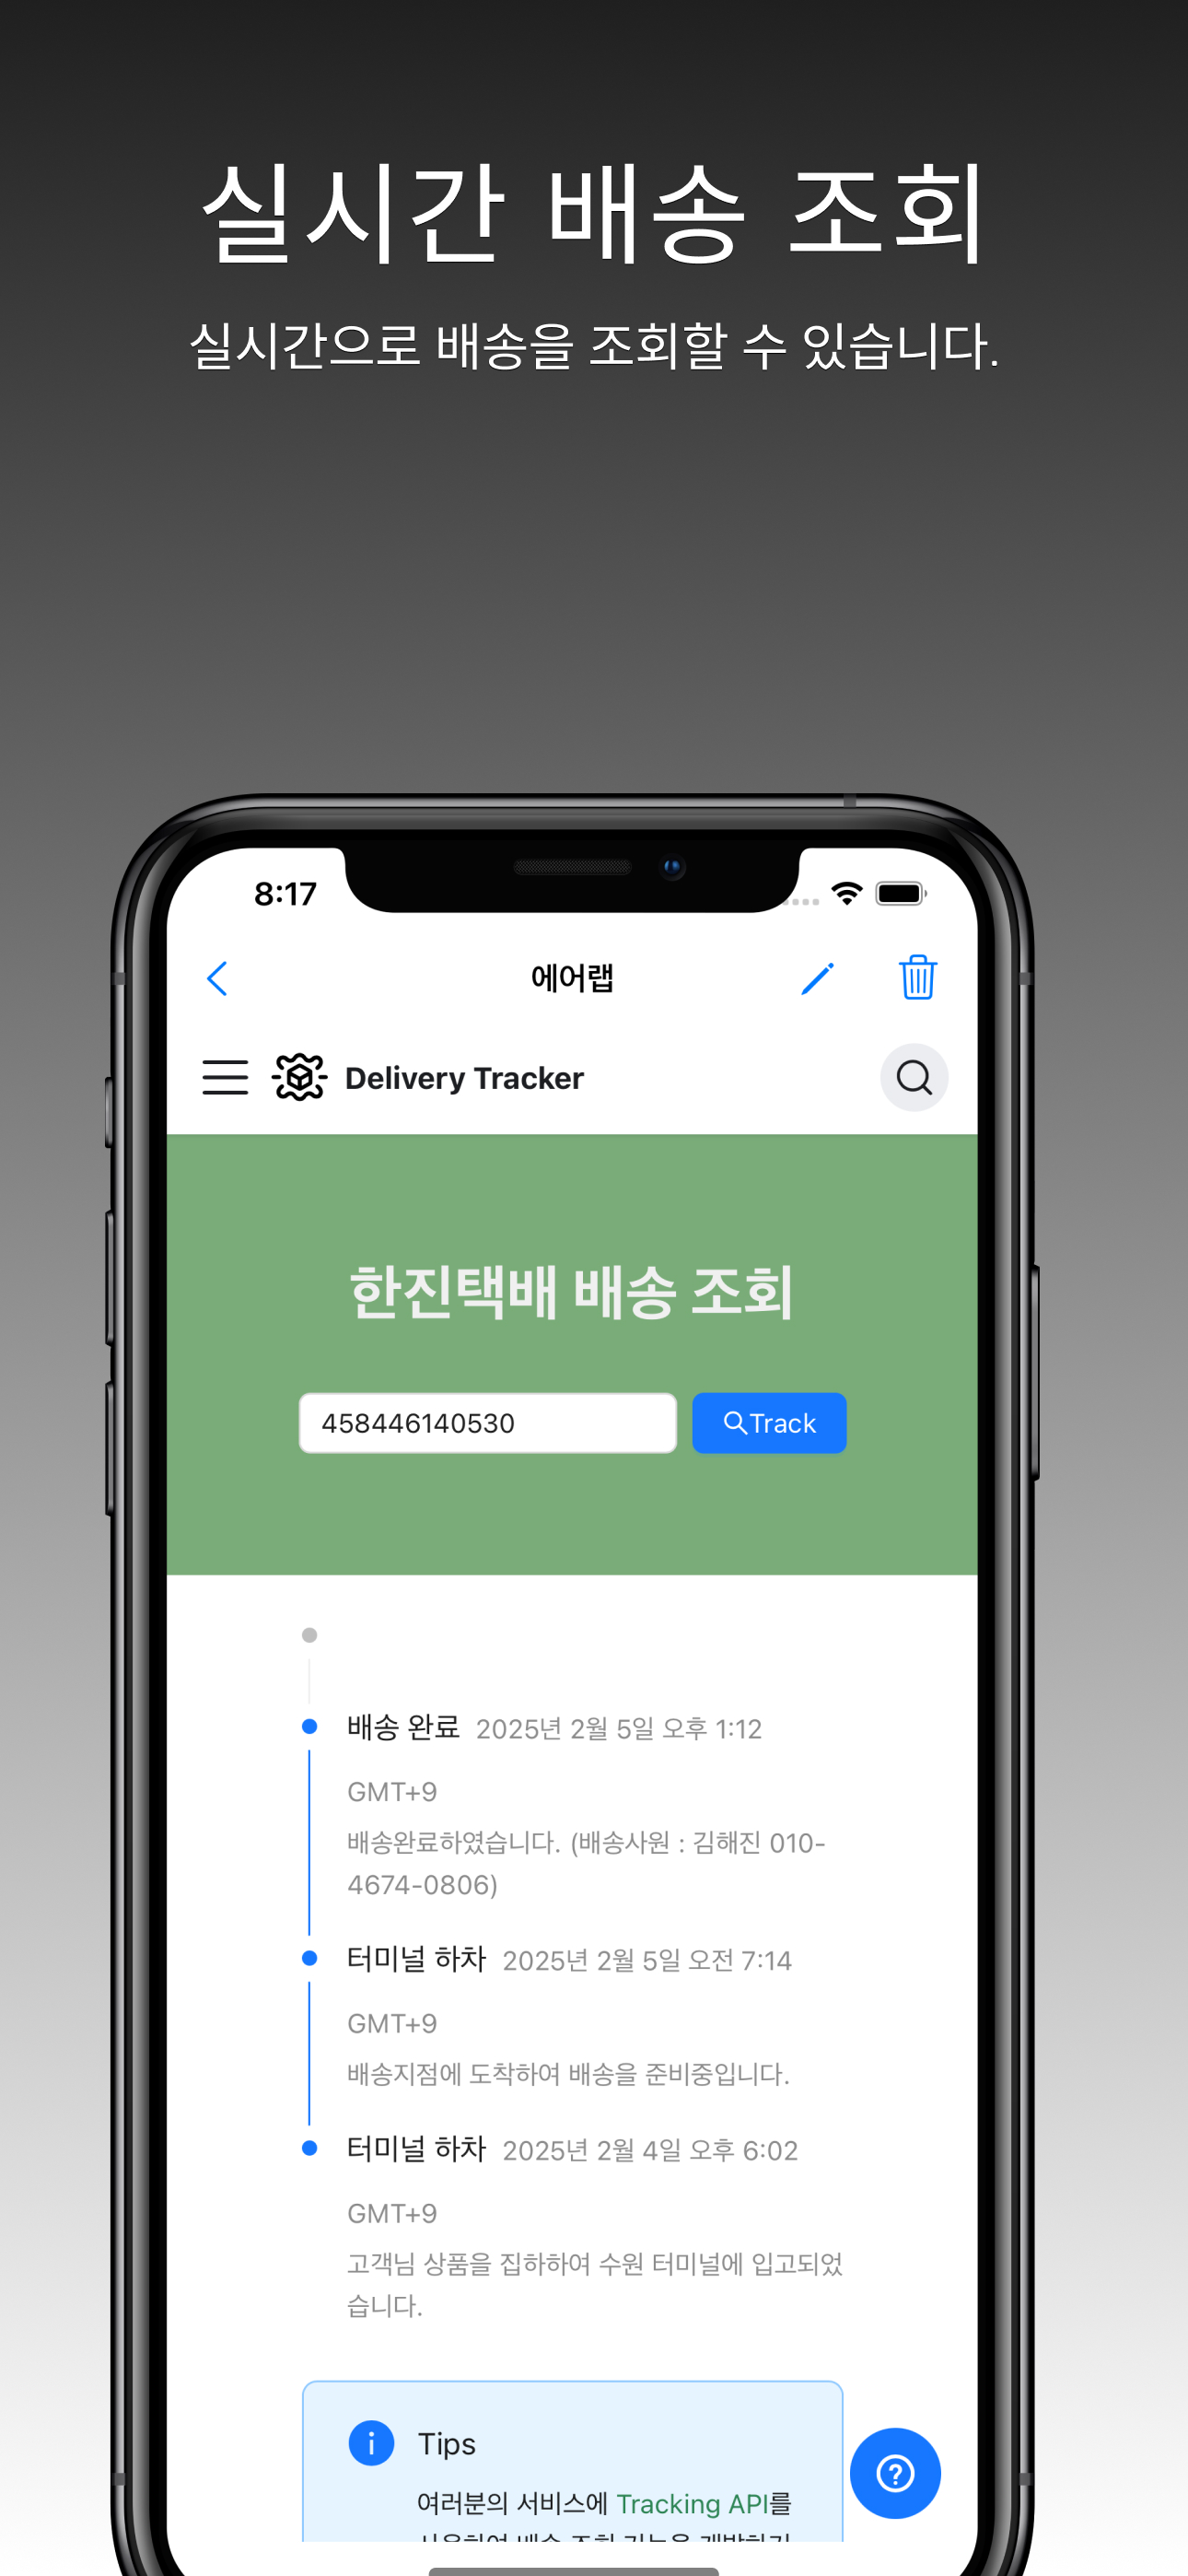 실시간 배송 조회
실시간으로 배송을 조회할 수 있습니다.
8:17
에어랩
Delivery Tracker
한진택배 배송 조회
458446140530
Track
배송 완료 2025년 2월 5일 오후 1:12
GMT+9
배송완료하였습니다. (배송사원 : 김해진 010-
4674-0806)
터미널 하차 2025년 2월 5일 오전 7:14
GMT+9
배송지점에 도착하여 배송을 준비중입니다.
터미널 하차 2025년 2월 4일 오후 6:02
GMT+9
고객님 상품을 집하하여 수원 터미널에 입고되었
습니다.
Tips
여러분의 서비스에 Tracking API를